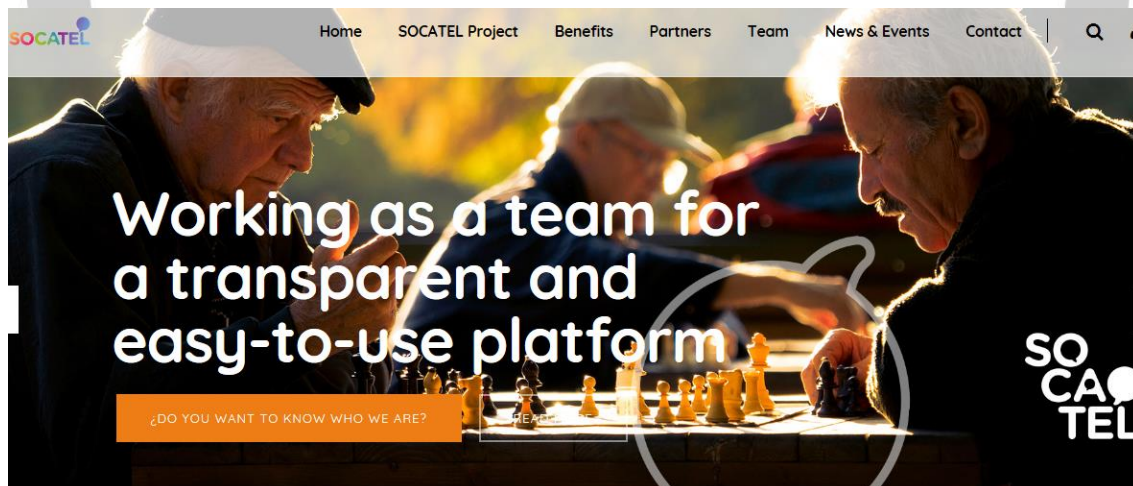 SOCATEL
Home SOCATEL Project Benefits Partners Team News & Events Contact
Working as a team for
a transparent and
easy-to-use platform
¿DO YOU WANT TO KNOW WHO WE ARE?
SO
CA
TEL